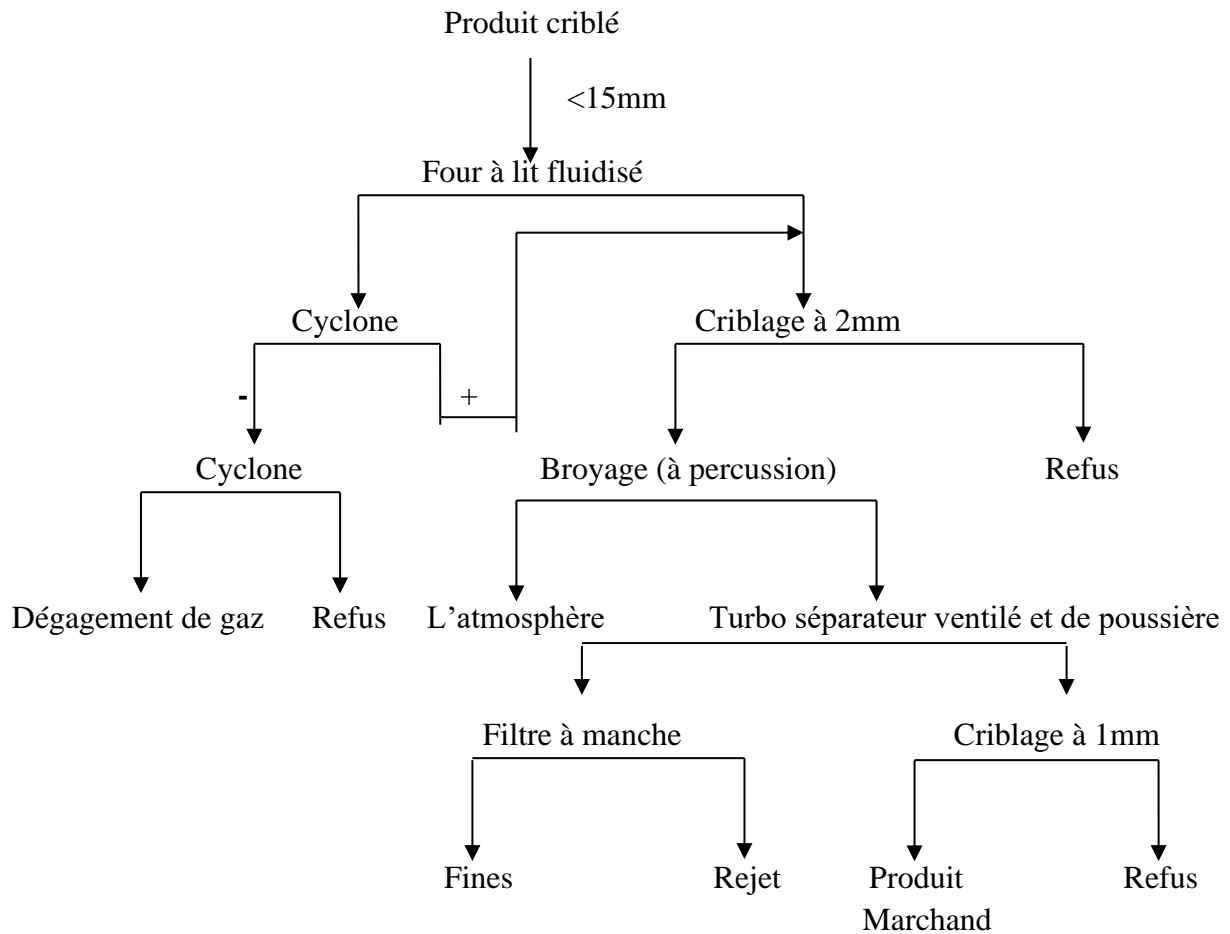 Produit criblé
<15mm
Four à lit fluidisé
Cyclone
Criblage à 2mm
-
+
Cyclone
Broyage (à percussion)
Refus
Dégagement de gaz
Refus
L’atmosphère
Turbo séparateur ventilé et de poussière
Filtre à manche
Criblage à 1mm
Fines
Rejet
Produit
Marchand
Refus